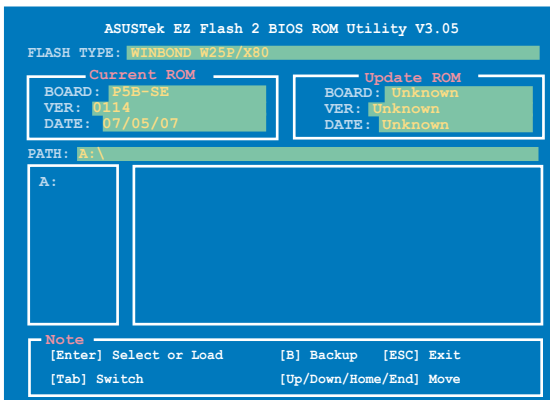 ASUSTek EZ Flash 2 BIOS ROM Utility V3.05
FLASH TYPE: WINBOND W25P/X80
Current ROM
BOARD: P5B-SE
VER: 0114
DATE: 07/05/07
Update ROM
BOARD: Unknown
VER: Unknown
DATE: Unknown
PATH: A:\
A:
Note
[Enter] Select or Load [B] Backup [ESC] Exit
[Tab] Switch [Up/Down/Home/End] Move